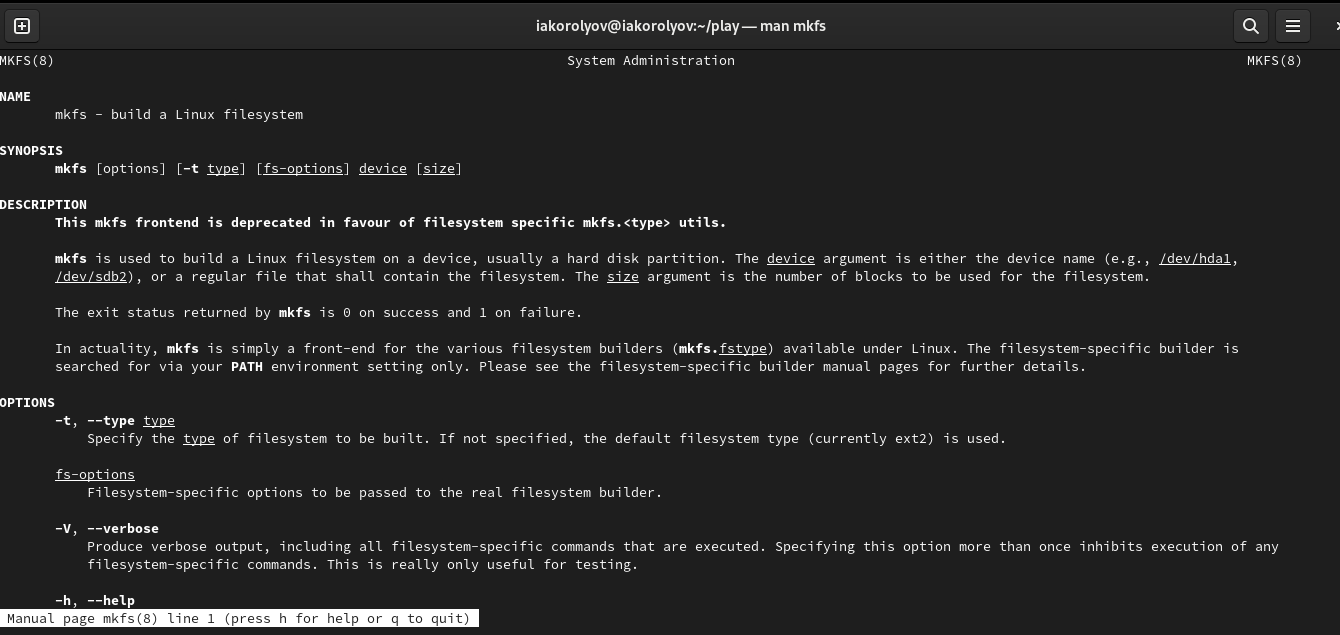 iakorolyov@iakorolyov:~/play — man mkfs
MKFS(8) System Administration MKFS(8)
NAME
mkfs - build a Linux filesystem
SYNOPSIS
mkfs [options] [-t type] [fs-options] device [size]
DESCRIPTION
This mkfs frontend is deprecated in favour of filesystem specific mkfs.<type> utils.
mkfs is used to build a Linux filesystem on a device, usually a hard disk partition. The device argument is either the device name (e.g., /dev/hda1,
/dev/sdb2), or a regular file that shall contain the filesystem. The size argument is the number of blocks to be used for the filesystem.
The exit status returned by mkfs is 0 on success and 1 on failure.
In actuality, mkfs is simply a front-end for the various filesystem builders (mkfs.fstype) available under Linux. The filesystem-specific builder is
searched for via your PATH environment setting only. Please see the filesystem-specific builder manual pages for further details.
OPTIONS
-t, --type type
Specify the type of filesystem to be built. If not specified, the default filesystem type (currently ext2) is used.
fs-options
Filesystem-specific options to be passed to the real filesystem builder.
-V, --verbose
Produce verbose output, including all filesystem-specific commands that are executed. Specifying this option more than once inhibits execution of any
filesystem-specific commands. This is really only useful for testing.
-h, --help
Manual page mkfs(8) line 1 (press h for help or q to quit)